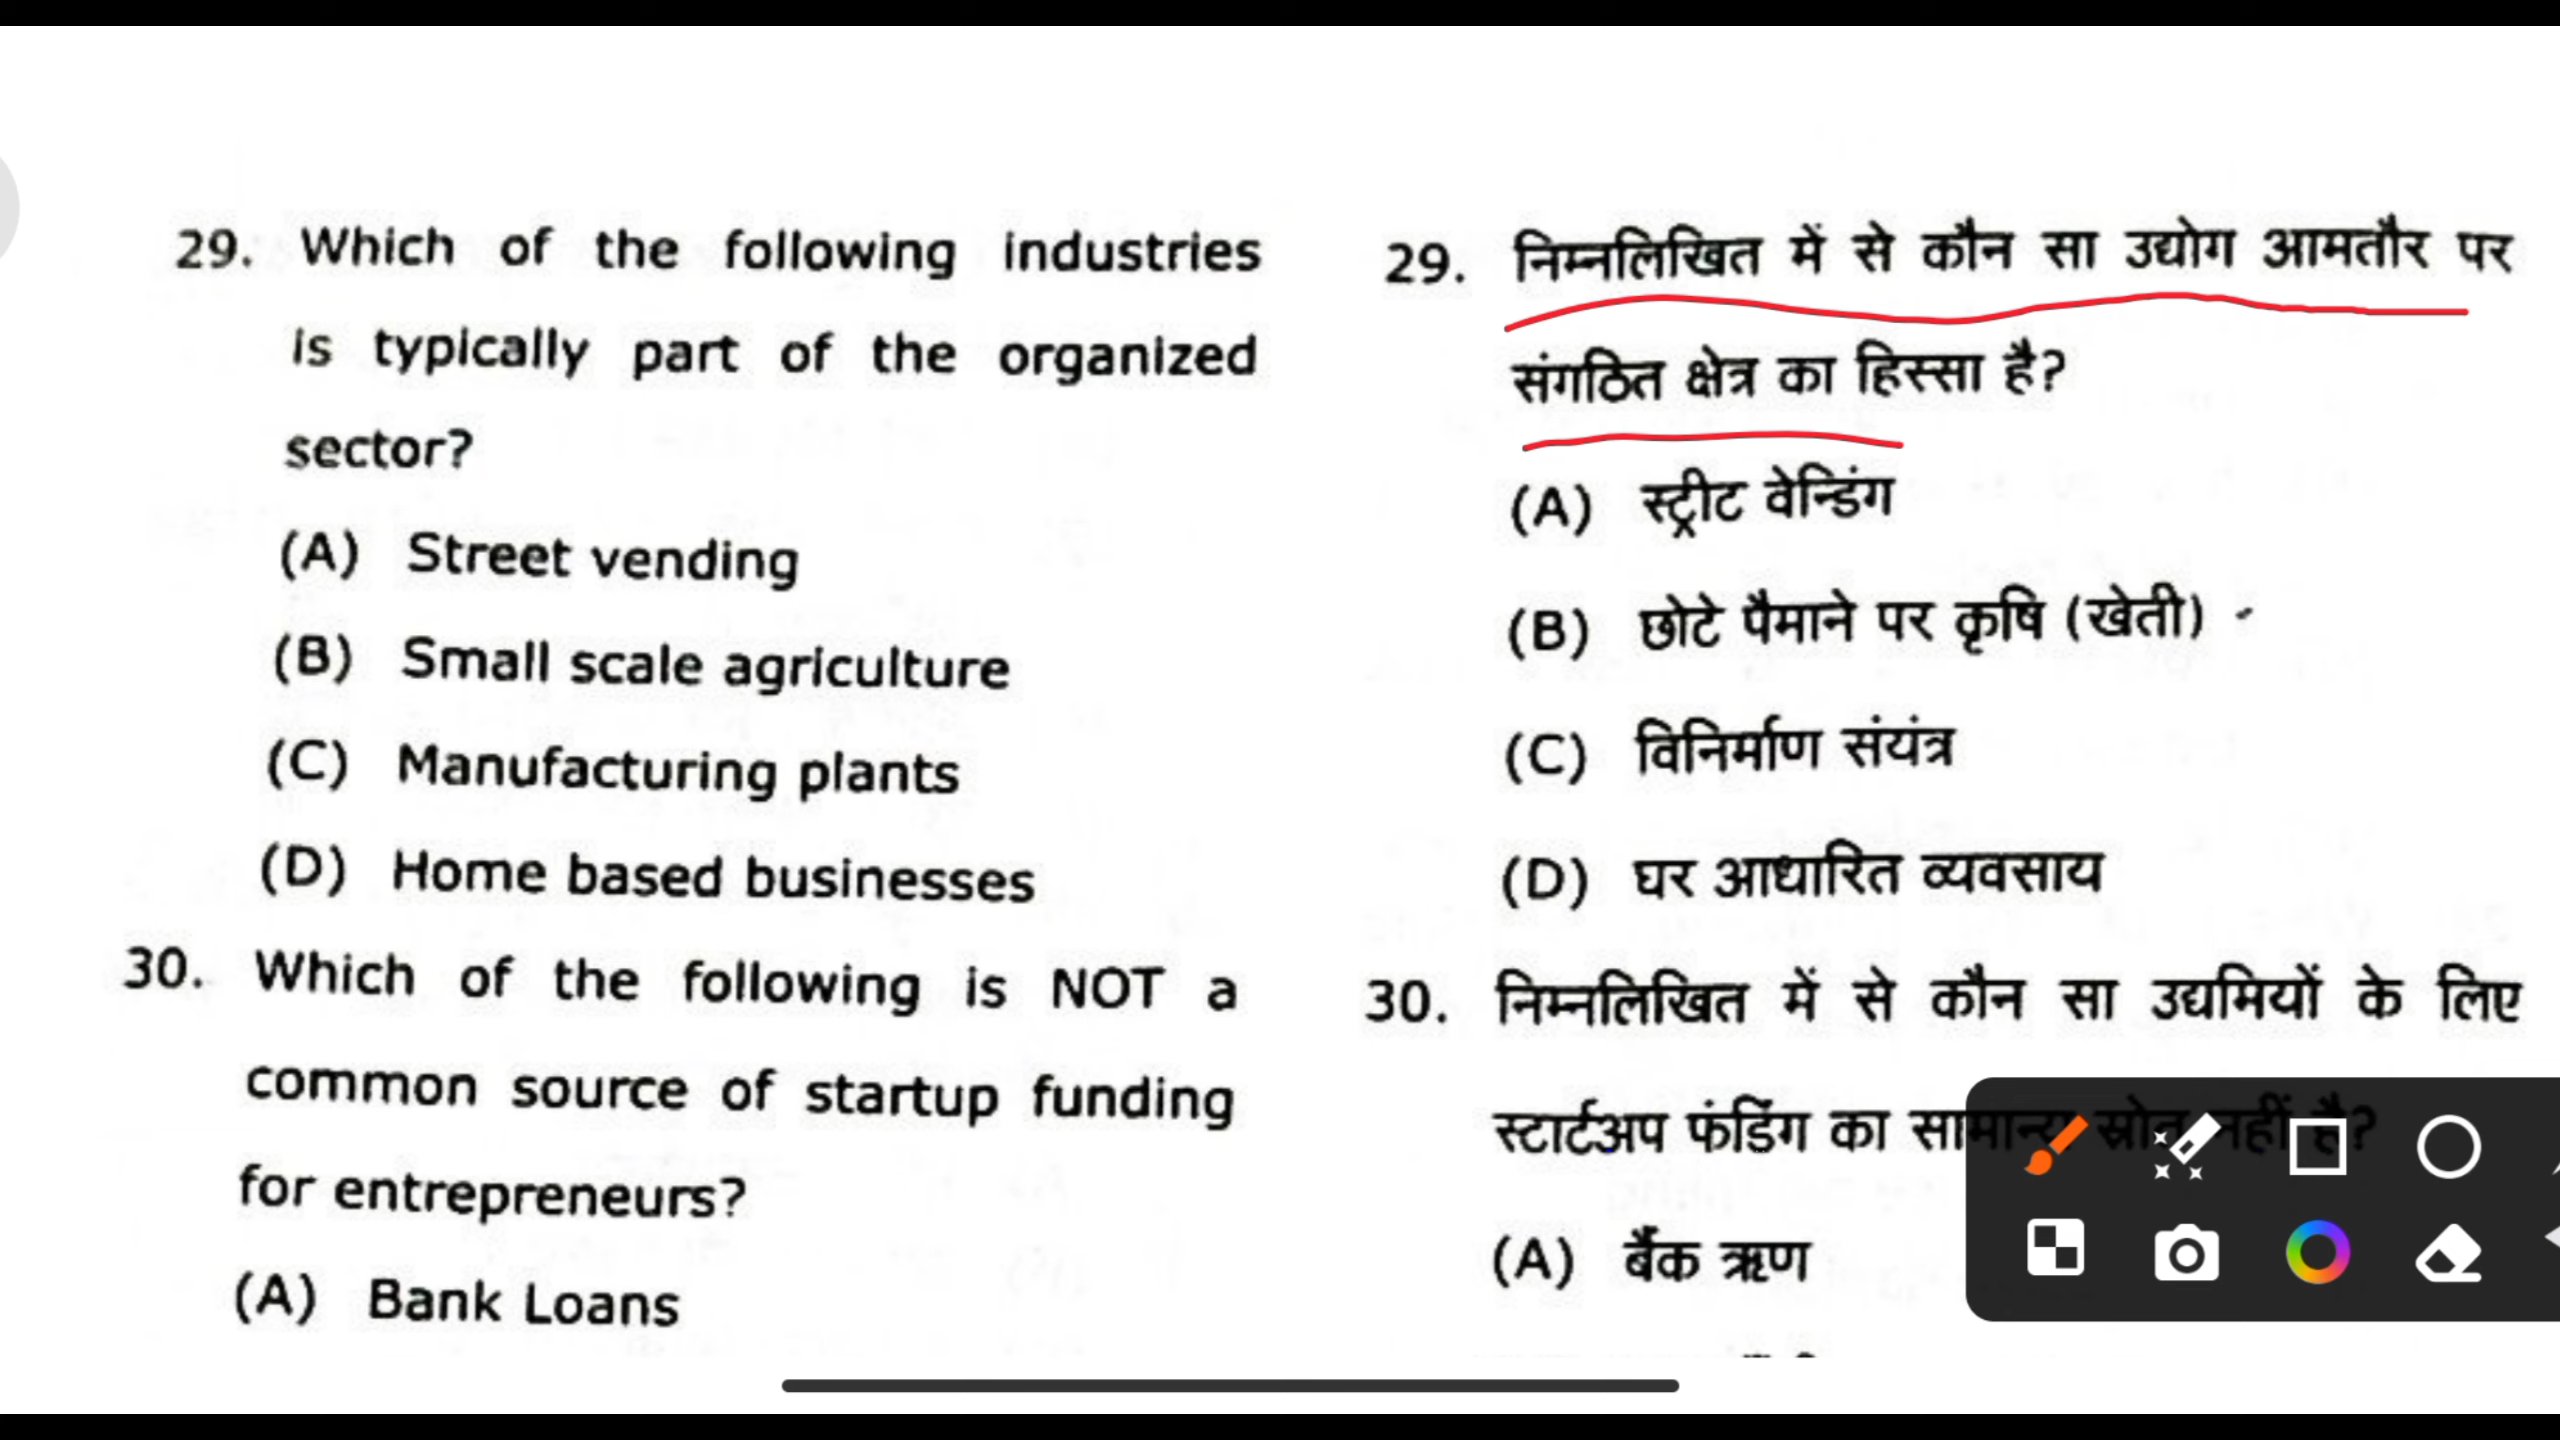 29. Which of the following industries
is typically part of the organized
sector?
(A) Street vending
(B) Small scale agriculture
(C) Manufacturing plants
(D) Home based businesses
30. Which of the following is NOT a
common source of startup funding
for entrepreneurs?
(A) Bank Loans
29. निम्नलिखित में से कौन सा उद्योग आमतौर पर
संगठित क्षेत्र का हिस्सा है?
(A) स्ट्रीट वेन्डिंग
(B) छोटे पैमाने पर कृषि (खेती)
(C) विनिर्माण संयंत्र
(D) घर आधारित व्यवसाय
30. निम्नलिखित में से कौन सा उद्यमियों के लिए
स्टार्टअप फंडिंग का सामान्य स्रोत नहीं है?
(A) बैंक ऋण